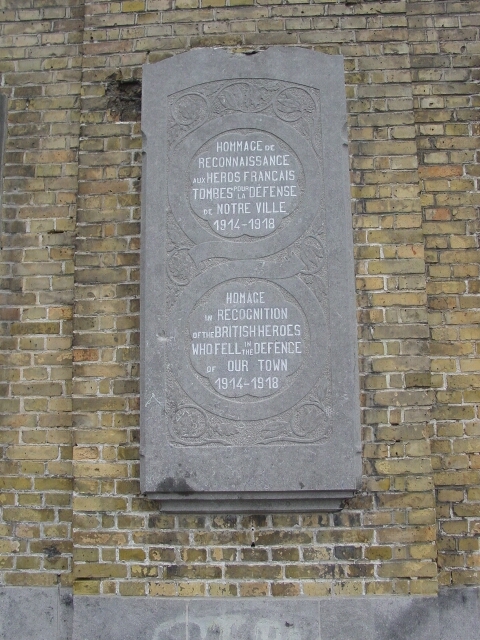 HOMMAGE DE
RECONNAISSANCE
AUX HEROS FRANCAIS
TOMBES POUR LA DÉFENSE
DE NOTRE VILLE
1914-1918
HOMAGE
IN RECOGNITION
OF THE BRITISH HEROES
WHO FELL IN THE DEFENCE
OF OUR TOWN
1914-1918